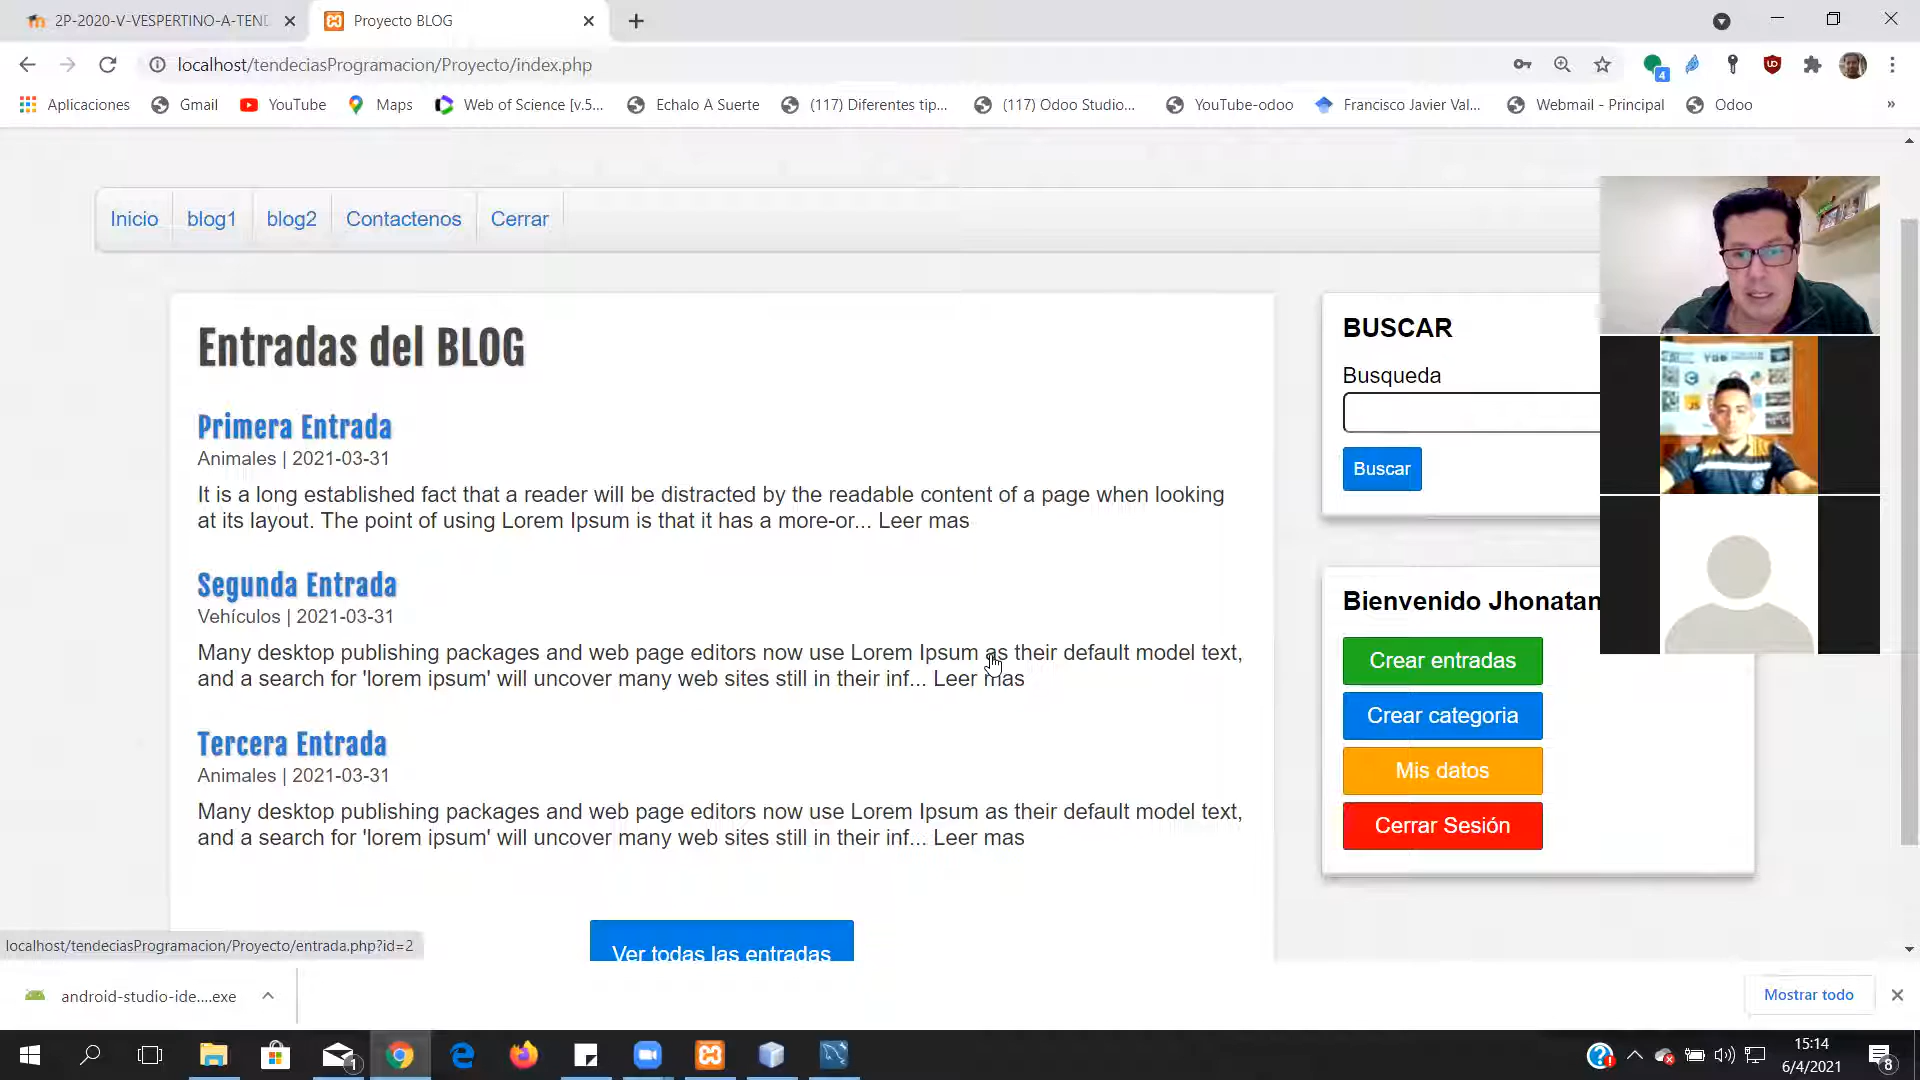 2P-2020-V-VESPERTINO-A-TEND
Proyecto BLOG
localhost/tendeciasProgramacion/Proyecto/index.php
4
Aplicaciones
Gmail
YouTube
Maps
Web of Science [v.5...
Echalo A Suerte
(117) Diferentes tip...
(117) Odoo Studio...
YouTube-odoo
Francisco Javier Val...
Webmail - Principal
Odoo
»
Inicio
blog1
blog2
Contactenos
Cerrar
Entradas del BLOG
Primera Entrada
Animales | 2021-03-31
It is a long established fact that a reader will be distracted by the readable content of a page when looking
at its layout. The point of using Lorem Ipsum is that it has a more-or... Leer mas
Segunda Entrada
Vehículos | 2021-03-31
Many desktop publishing packages and web page editors now use Lorem Ipsum as their default model text,
and a search for 'lorem ipsum' will uncover many web sites still in their inf... Leer mas
Tercera Entrada
Animales | 2021-03-31
Many desktop publishing packages and web page editors now use Lorem Ipsum as their default model text,
and a search for 'lorem ipsum' will uncover many web sites still in their inf... Leer mas
Ver todas las entradas
BUSCAR
Busqueda
Buscar
Bienvenido Jhonatan
Crear entradas
Crear categoria
Mis datos
Cerrar Sesión
localhost/tendeciasProgramacion/Proyecto/entrada.php?id=2
android-studio-ide....exe
Mostrar todo
1
15:14
6/4/2021
8